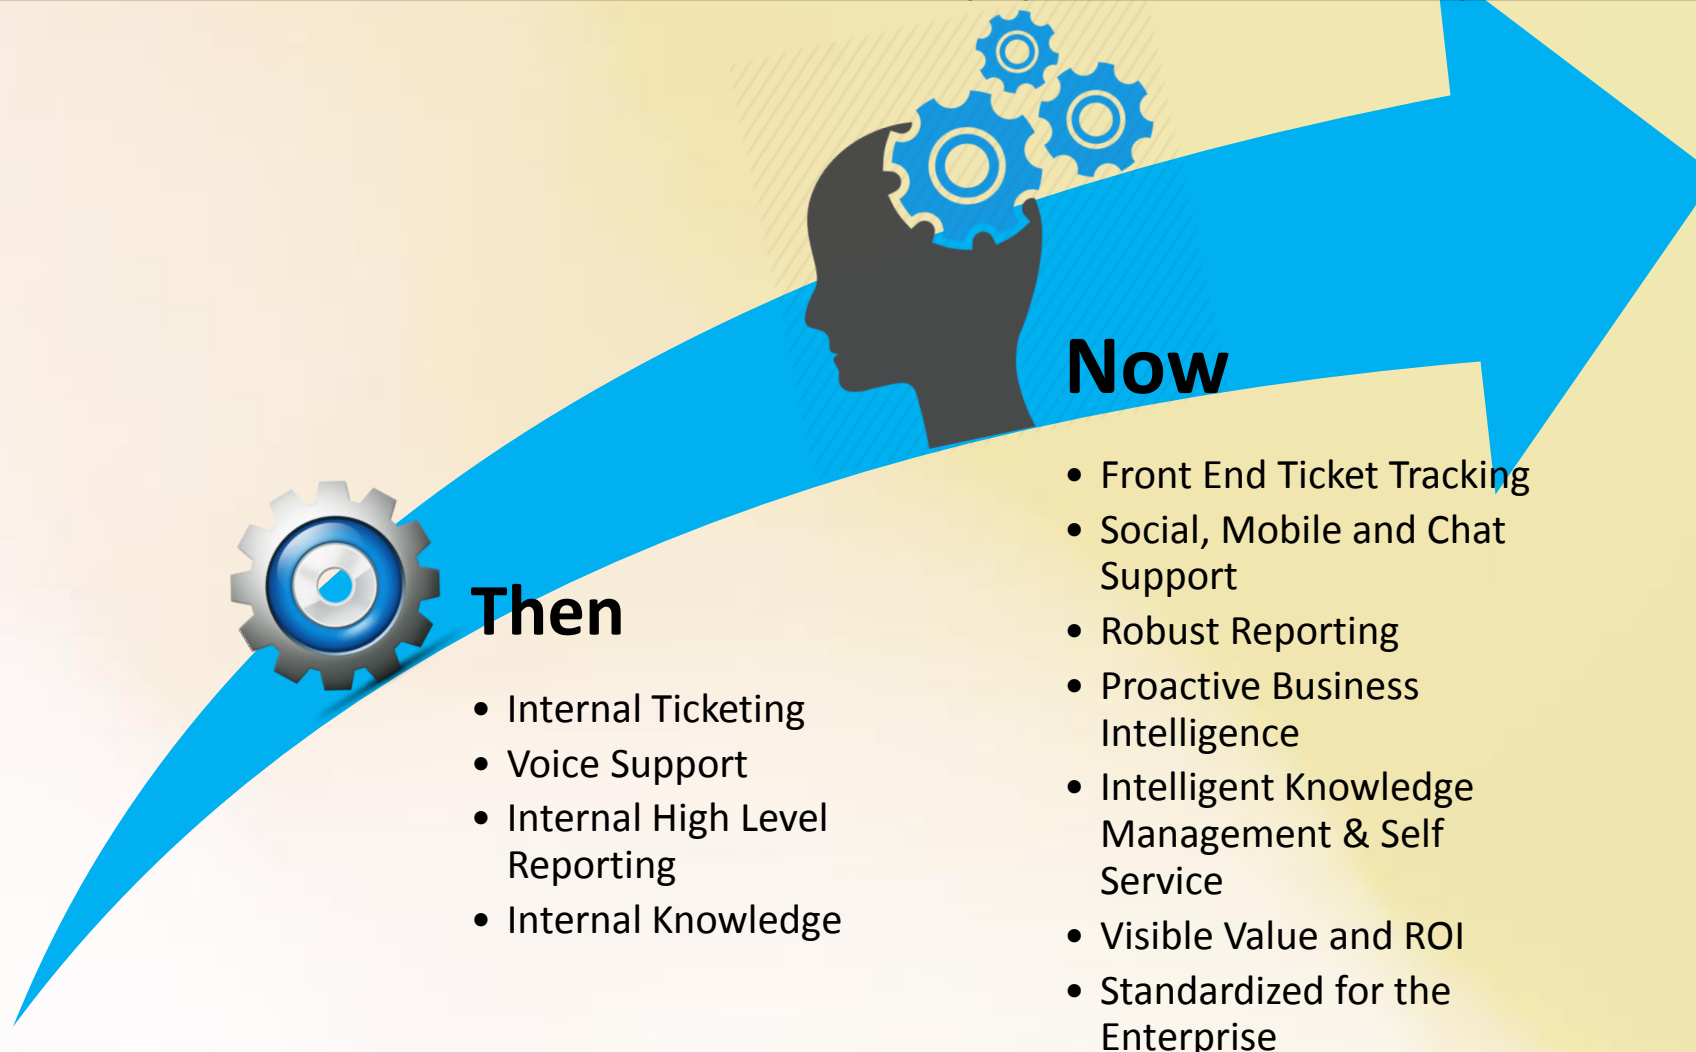 Then
• Internal Ticketing
• Voice Support
• Internal High Level
Reporting
• Internal Knowledge
Now
• Front End Ticket Tracking
• Social, Mobile and Chat
Support
• Robust Reporting
• Proactive Business
Intelligence
• Intelligent Knowledge
Management & Self
Service
• Visible Value and ROI
• Standardized for the
Enterprise